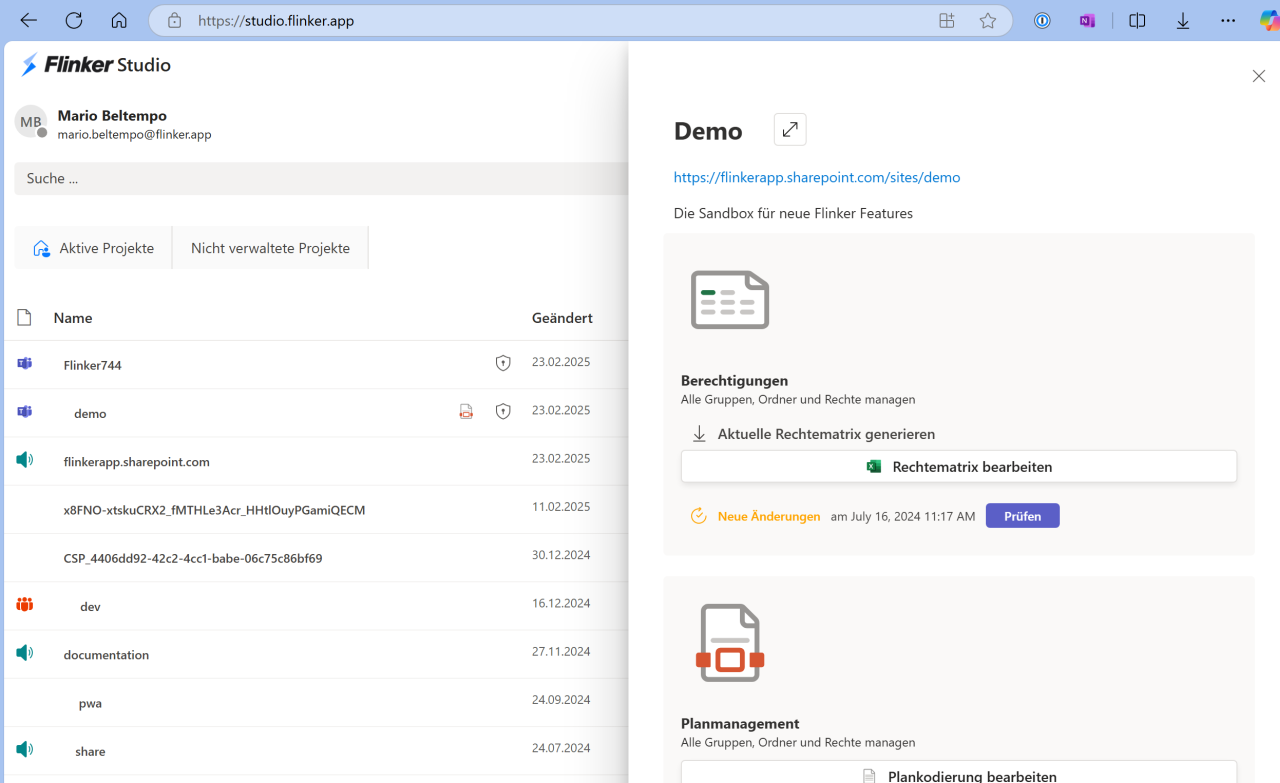 https://studio.flinker.app
Flinker Studio
MB
Mario Beltempo
mario.beltempo@flinker.app
Suche ...
Aktive Projekte
Nicht verwaltete Projekte
Name Geändert
Flinker744 23.02.2025
demo 23.02.2025
flinkerapp.sharepoint.com 23.02.2025
x8FNO-xtskuCRX2_fMTHLe3Acr_HHtlOuyPGamiQECM 11.02.2025
CSP_4406dd92-42c2-4cc1-babe-06c75c86bf69 30.12.2024
dev 16.12.2024
documentation 27.11.2024
pwa 24.09.2024
share 24.07.2024
Demo
https://flinkerapp.sharepoint.com/sites/demo
Die Sandbox für neue Flinker Features
Berechtigungen
Alle Gruppen, Ordner und Rechte managen
Aktuelle Rechtematrix generieren
Rechtematrix bearbeiten
Neue Änderungen am July 16, 2024 11:17 AM Prüfen
Planmanagement
Alle Gruppen, Ordner und Rechte managen
Plankodierung bearbeiten